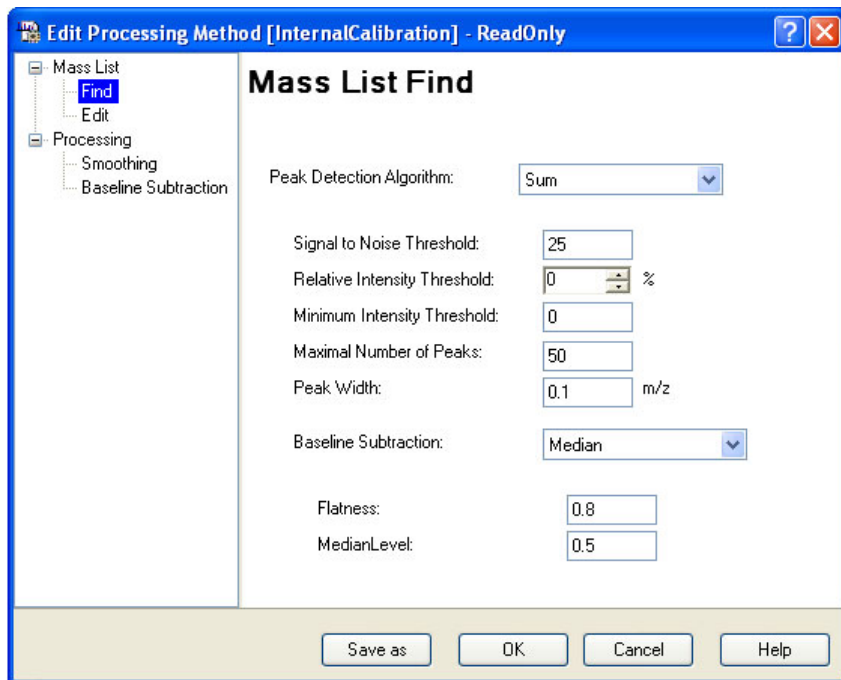 Edit Processing Method [InternalCalibration] - ReadOnly
Mass List
Find
Edit
Processing
Smoothing
Baseline Subtraction
Mass List Find
Peak Detection Algorithm: Sum
Signal to Noise Threshold: 25
Relative Intensity Threshold: 0 %
Minimum Intensity Threshold: 0
Maximal Number of Peaks: 50
Peak Width: 0.1 m/z
Baseline Subtraction: Median
Flatness: 0.8
MedianLevel: 0.5
Save as OK Cancel Help